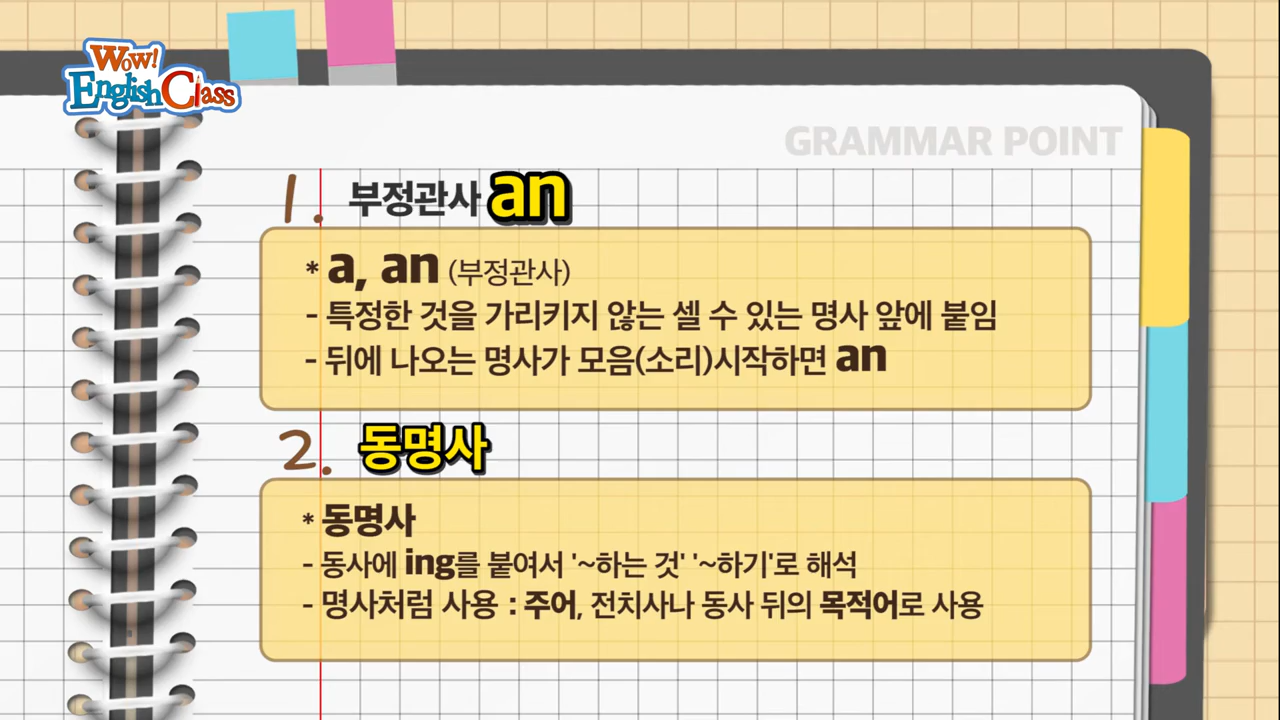 Wow!
English Class
GRAMMAR POINT
1. 부정관사 an
* a, an (부정관사)
- 특정한 것을 가리키지 않는 셀 수 있는 명사 앞에 붙임
- 뒤에 나오는 명사가 모음(소리)시작하면 an
2. 동명사
* 동명사
- 동사에 ing를 붙여서 '~하는 것' '~하기'로 해석
- 명사처럼 사용 : 주어, 전치사나 동사 뒤의 목적어로 사용